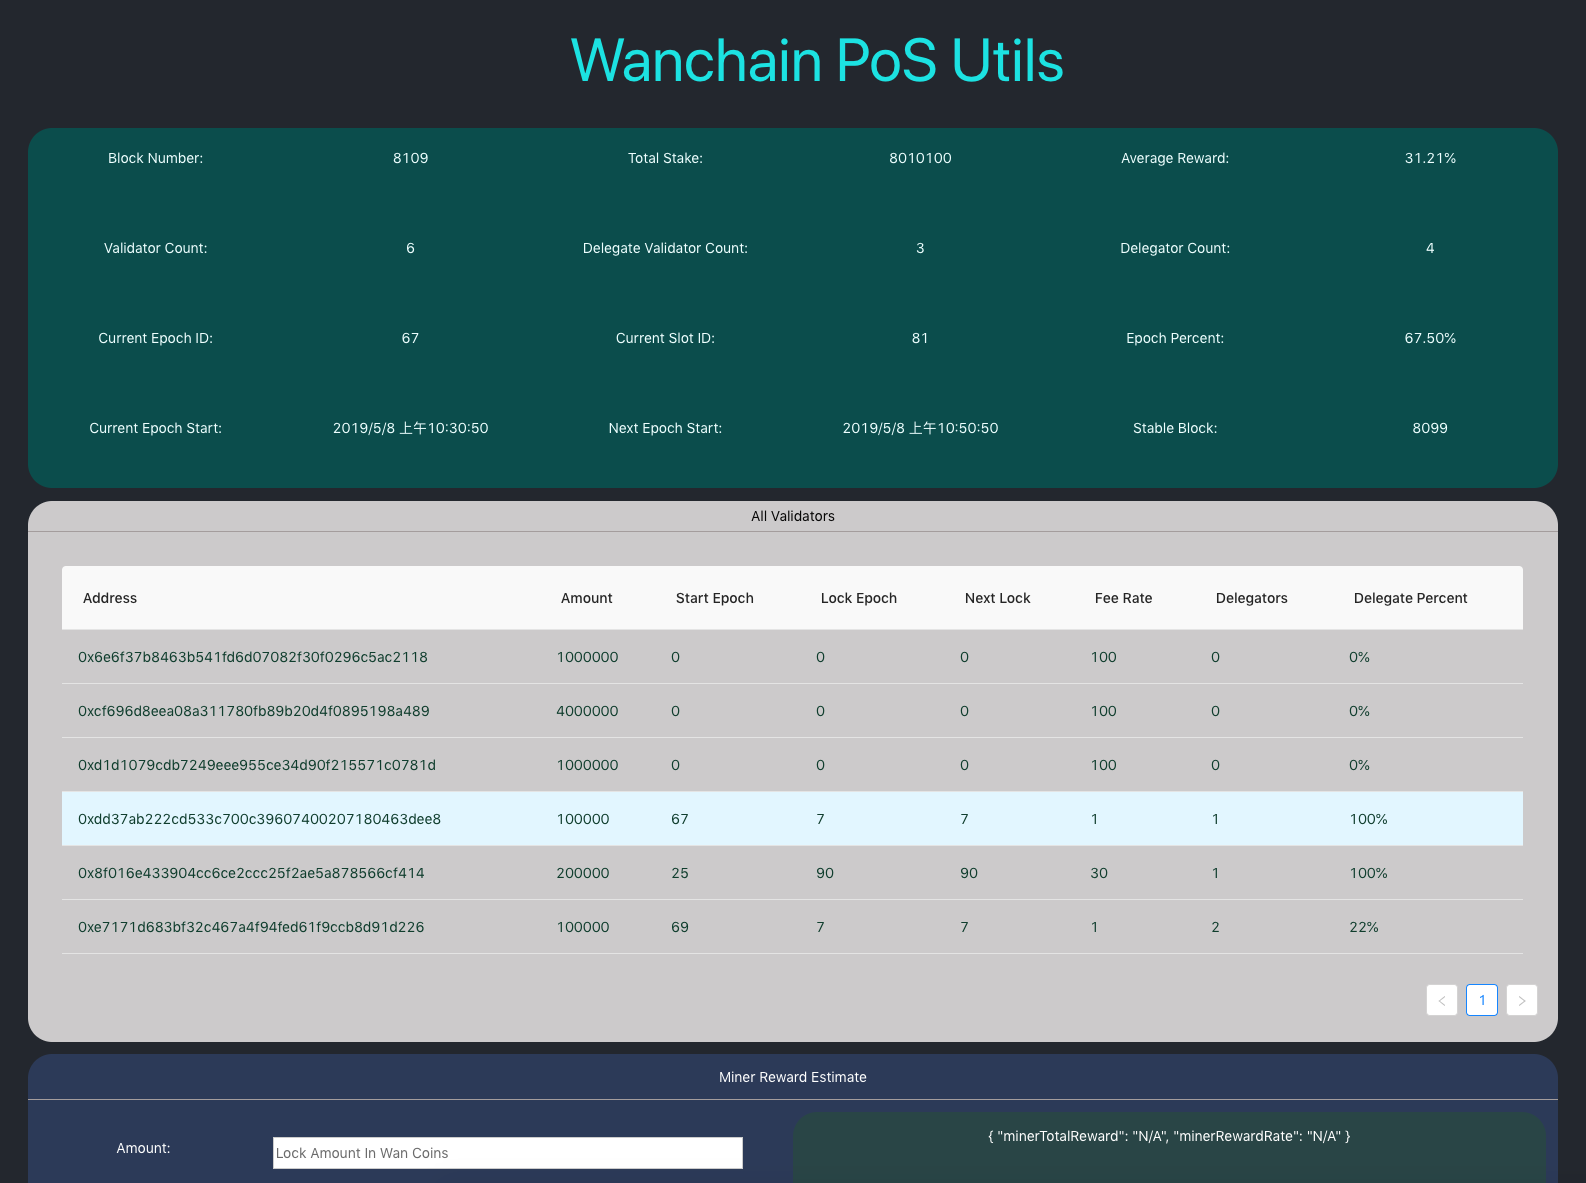 Wanchain PoS Utils
Block Number: 8109 Total Stake: 8010100 Average Reward: 31.21%
Validator Count: 6 Delegate Validator Count: 3 Delegator Count: 4
Current Epoch ID: 67 Current Slot ID: 81 Epoch Percent: 67.50%
Current Epoch Start: 2019/5/8 上午10:30:50 Next Epoch Start: 2019/5/8 上午10:50:50 Stable Block: 8099
All Validators
Address Amount Start Epoch Lock Epoch Next Lock Fee Rate Delegators Delegate Percent
0x6e6f37b8463b541fd6d07082f30f0296c5ac2118 1000000 0 0 0 100 0 0%
0xcf696d8eea08a311780fb89b20d4f0895198a489 4000000 0 0 0 100 0 0%
0xd1d1079cdb7249eee955ce34d90f215571c0781d 1000000 0 0 0 100 0 0%
0xdd37ab222cd533c700c39607400207180463dee8 100000 67 7 7 1 1 100%
0x8f016e433904cc6ce2ccc25f2ae5a878566cf414 200000 25 90 90 30 1 100%
0xe7171d683bf32c467a4f94fed61f9ccb8d91d226 100000 69 7 7 1 2 22%
< 1 >
Miner Reward Estimate
Amount: Lock Amount In Wan Coins { "minerTotalReward": "N/A", "minerRewardRate": "N/A" }